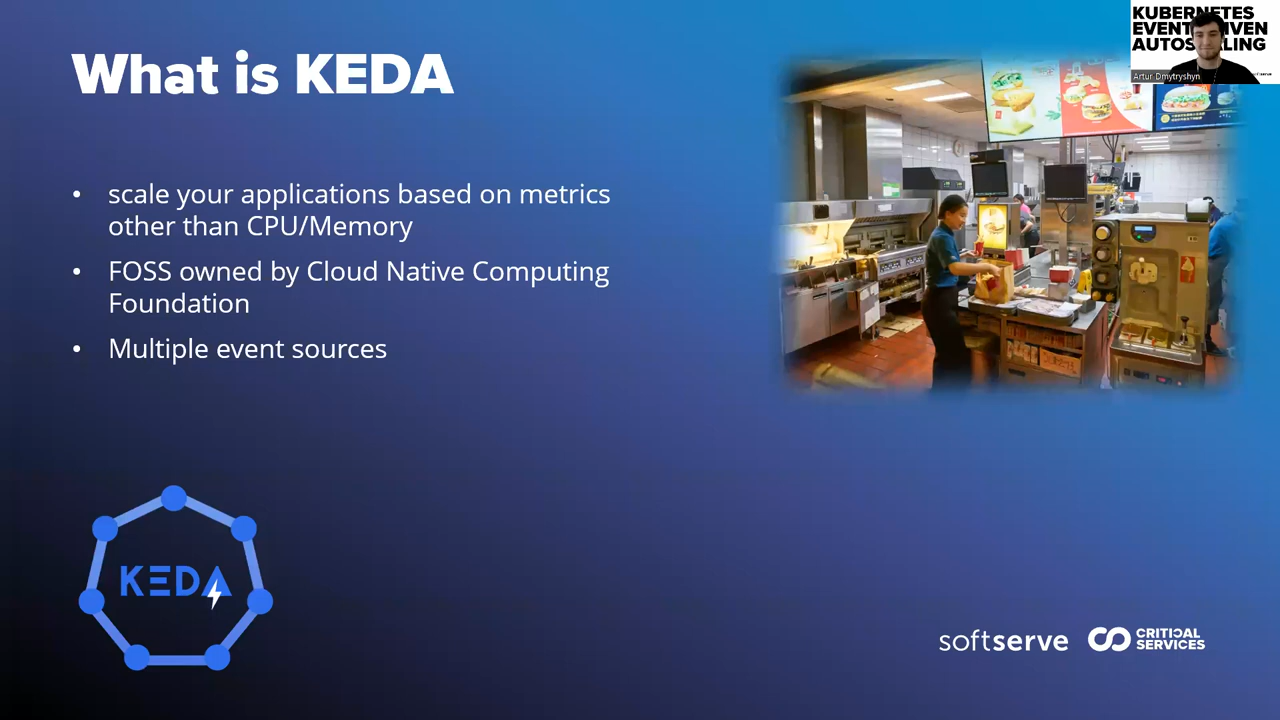 What is KEDA
KUBERNETES
AUTOS
LING
Artur Dmytryshyn
• scale your applications based on metrics
other than CPU/Memory
• FOSS owned by Cloud Native Computing
Foundation
• Multiple event sources
KEDA
softserve
CRITICAL
SERVICES